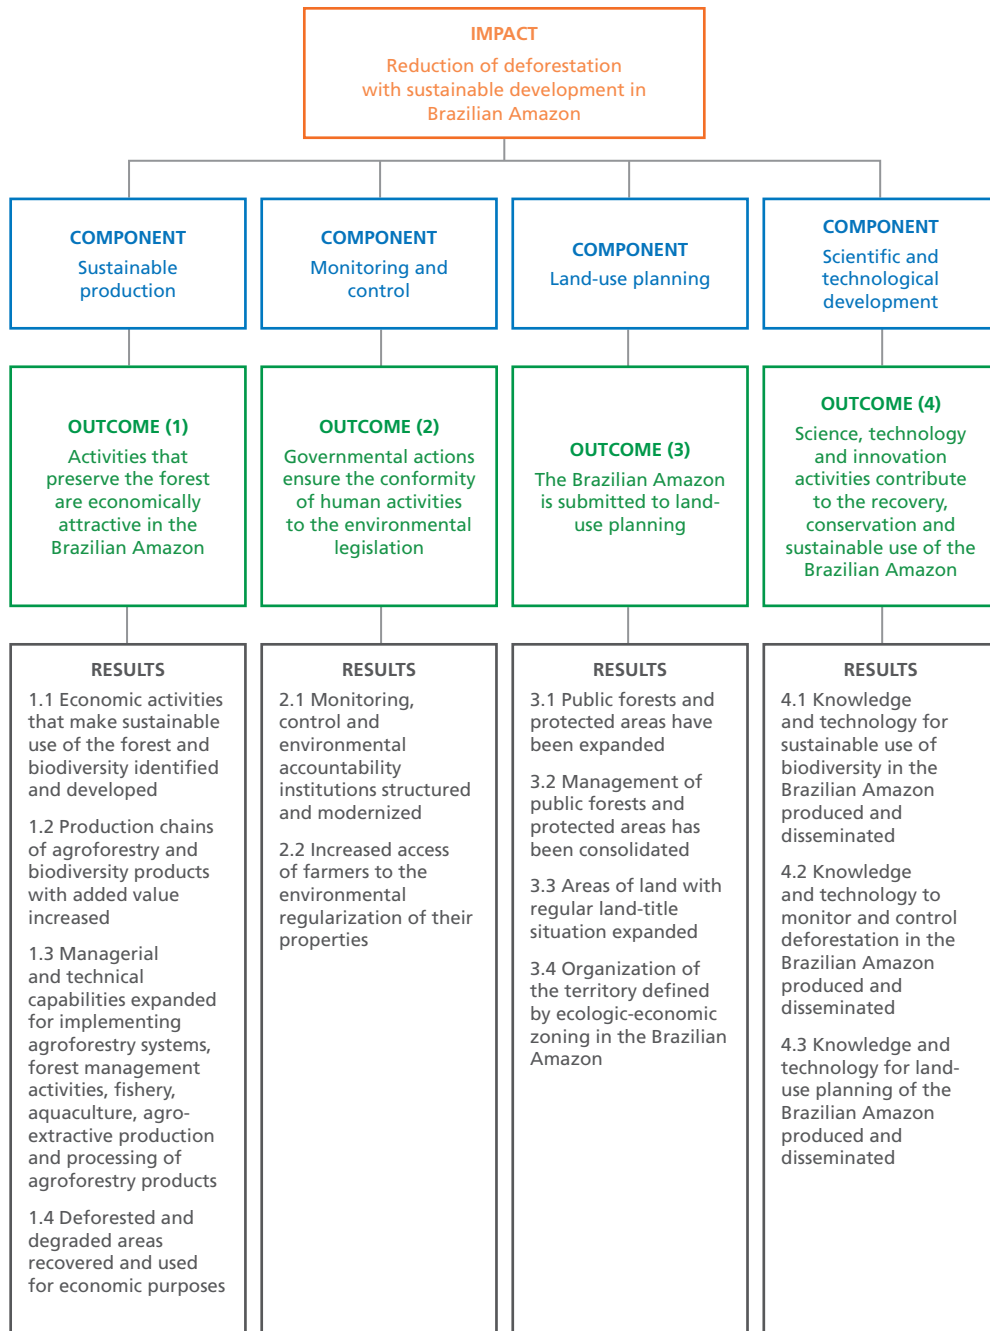 IMPACT
Reduction of deforestation
with sustainable development in
Brazilian Amazon
COMPONENT
Sustainable
production
COMPONENT
Monitoring and
control
COMPONENT
Land-use planning
COMPONENT
Scientific and
technological
development
OUTCOME (1)
Activities that
preserve the forest
are economically
attractive in the
Brazilian Amazon
OUTCOME (2)
Governmental actions
ensure the conformity
of human activities
to the environmental
legislation
OUTCOME (3)
The Brazilian Amazon
is submitted to land-
use planning
OUTCOME (4)
Science, technology
and innovation
activities contribute
to the recovery,
conservation and
sustainable use of the
Brazilian Amazon
RESULTS
1.1 Economic activities
that make sustainable
use of the forest and
biodiversity identified
and developed
1.2 Production chains
of agroforestry and
biodiversity products
with added value
increased
1.3 Managerial
and technical
capabilities expanded
for implementing
agroforestry systems,
forest management
activities, fishery,
aquaculture, agro-
extractive production
and processing of
agroforestry products
1.4 Deforested and
degraded areas
recovered and used
for economic purposes
RESULTS
2.1 Monitoring,
control and
environmental
accountability
institutions structured
and modernized
2.2 Increased access
of farmers to the
environmental
regularization of their
properties
RESULTS
3.1 Public forests and
protected areas have
been expanded
3.2 Management of
public forests and
protected areas has
been consolidated
3.3 Areas of land with
regular land-title
situation expanded
3.4 Organization of
the territory defined
by ecologic-economic
zoning in the Brazilian
Amazon
RESULTS
4.1 Knowledge
and technology for
sustainable use of
biodiversity in the
Brazilian Amazon
produced and
disseminated
4.2 Knowledge
and technology to
monitor and control
deforestation in the
Brazilian Amazon
produced and
disseminated
4.3 Knowledge and
technology for land-
use planning of the
Brazilian Amazon
produced and
disseminated